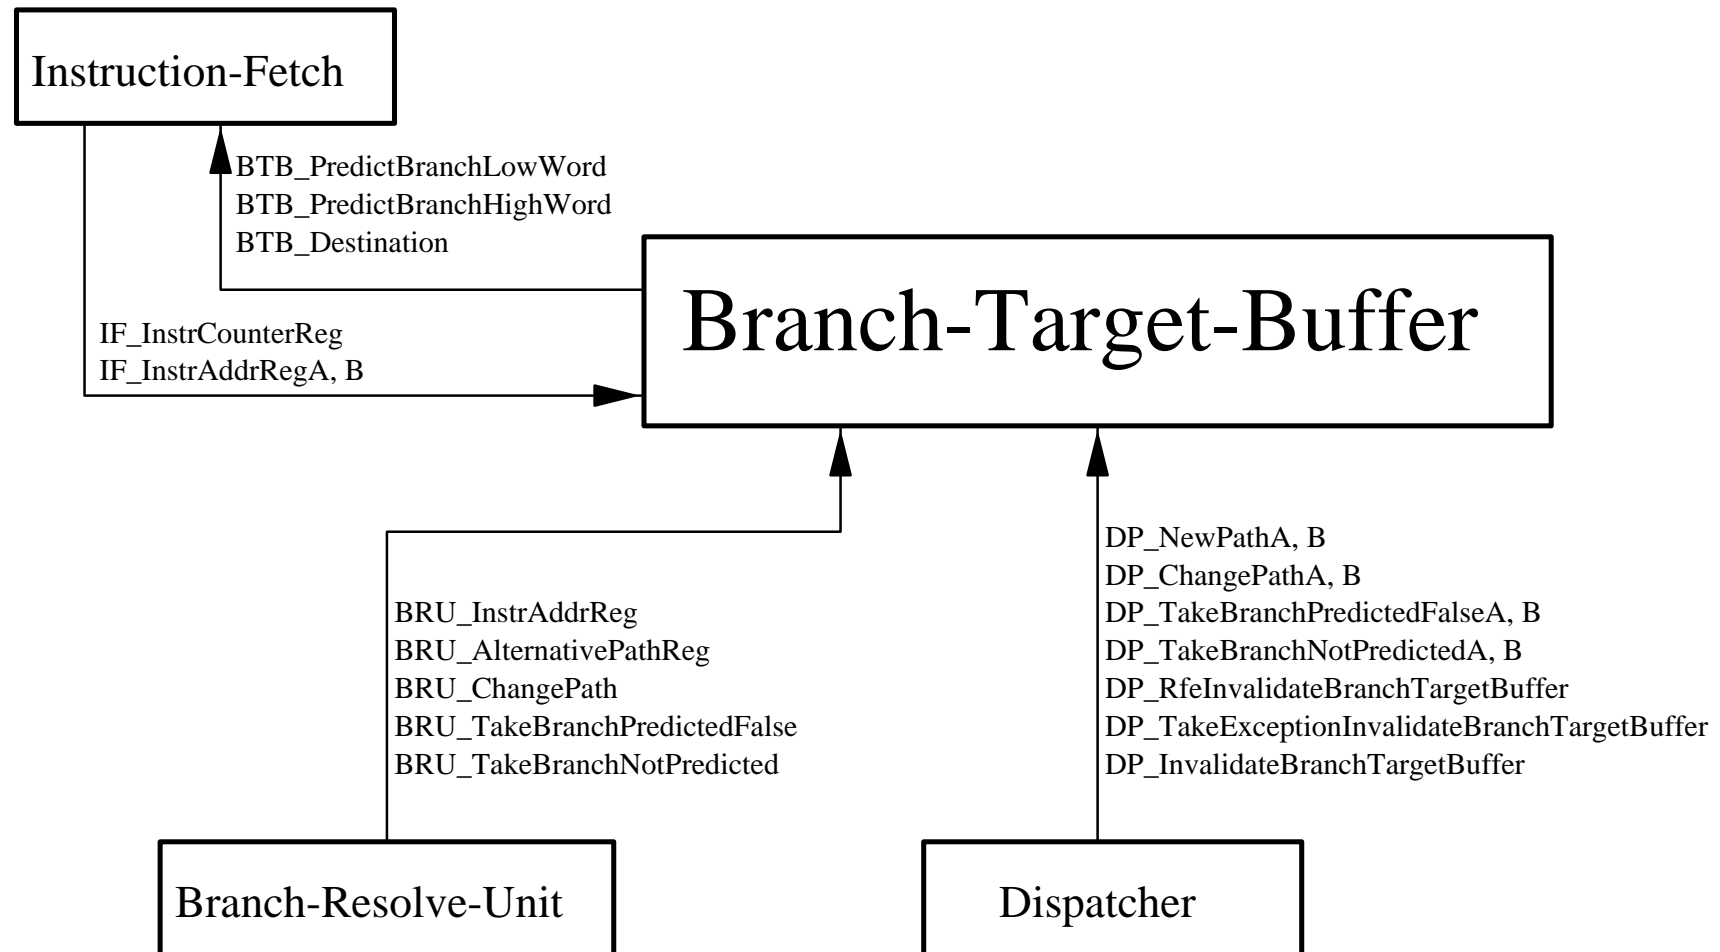 Instruction-Fetch
BTB_PredictBranchLowWord
BTB_PredictBranchHighWord
BTB_Destination
Branch-Target-Buffer
IF_InstrCounterReg
IF_InstrAddrRegA, B
BRU_InstrAddrReg
BRU_AlternativePathReg
BRU_ChangePath
BRU_TakeBranchPredictedFalse
BRU_TakeBranchNotPredicted
DP_NewPathA, B
DP_ChangePathA, B
DP_TakeBranchPredictedFalseA, B
DP_TakeBranchNotPredictedA, B
DP_RfeInvalidateBranchTargetBuffer
DP_TakeExceptionInvalidateBranchTargetBuffer
DP_InvalidateBranchTargetBuffer
Branch-Resolve-Unit
Dispatcher